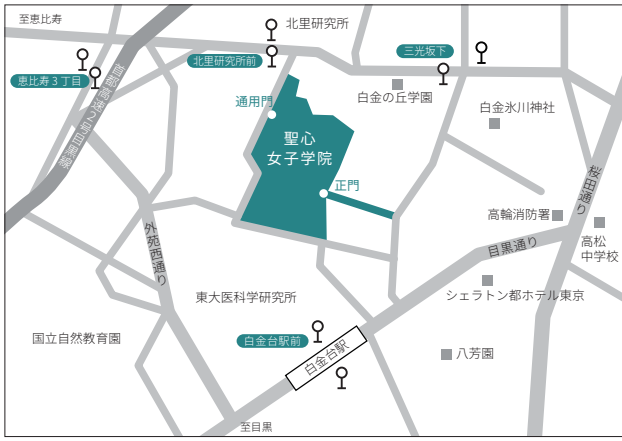 至恵比寿
北里研究所
三光坂下
北里研究所前
恵比寿３丁目
首都高速２号目黒線
白金の丘学園
通用門
白金氷川神社
聖心
女子学院
正門
桜田通り
高輪消防署
外苑西通り
目黒通り
高松
中学校
東大医科学研究所
シェラトン都ホテル東京
国立自然教育園
白金台駅前
白金台駅
八芳園
至目黒